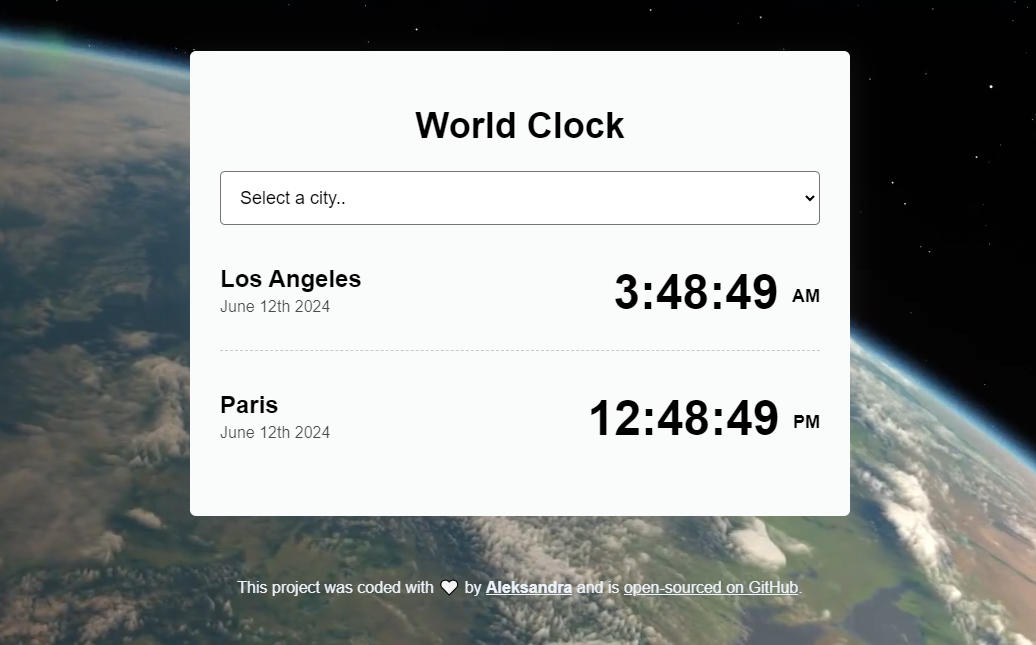 World Clock
Select a city..
Los Angeles
June 12th 2024
3:48:49 AM
Paris
June 12th 2024
12:48:49 PM
This project was coded with 🤍 by Aleksandra and is open-sourced on GitHub.